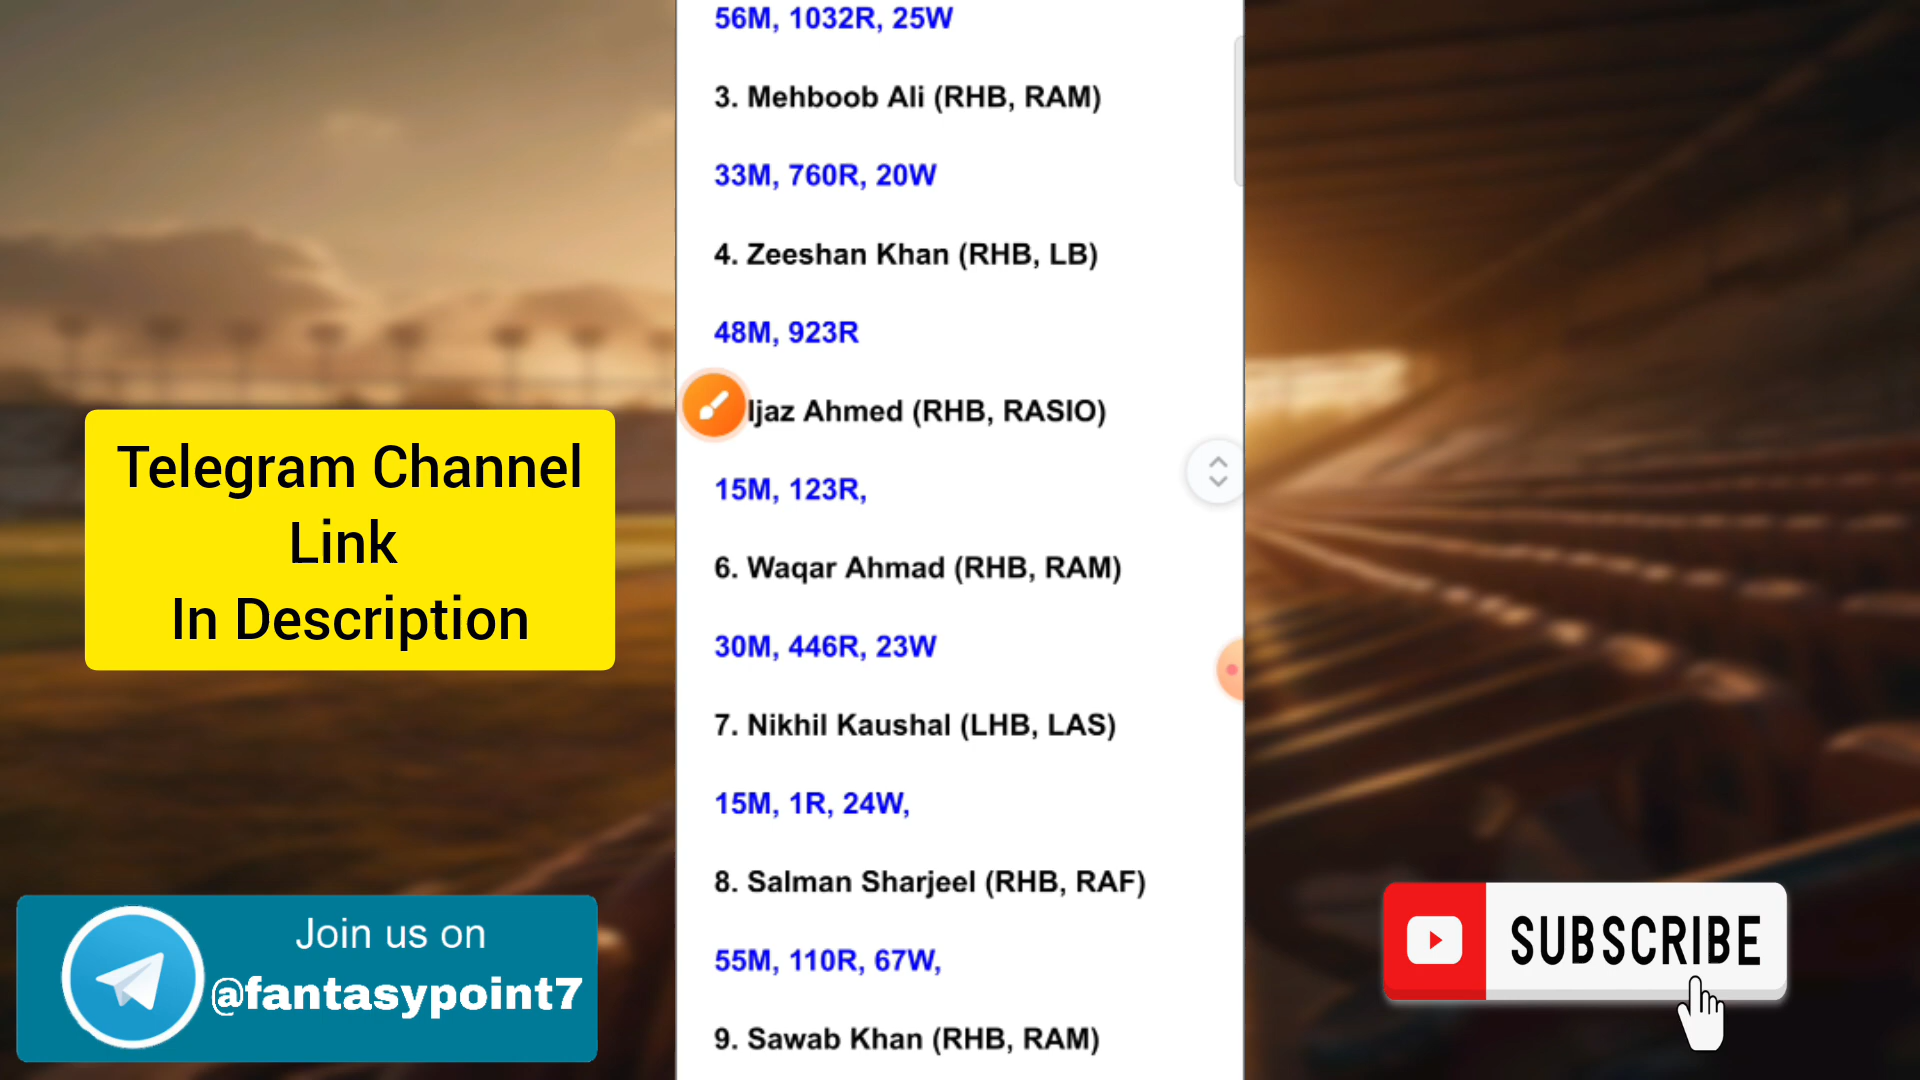 56M, 1032R, 25W
3. Mehboob Ali (RHB, RAM)
33M, 760R, 20W
4. Zeeshan Khan (RHB, LB)
48M, 923R
Ijaz Ahmed (RHB, RASIO)
15M, 123R,
6. Waqar Ahmad (RHB, RAM)
30M, 446R, 23W
7. Nikhil Kaushal (LHB, LAS)
15M, 1R, 24W,
8. Salman Sharjeel (RHB, RAF)
55M, 110R, 67W,
9. Sawab Khan (RHB, RAM)
Telegram Channel
Link
In Description
Join us on
@fantasypoint7
SUBSCRIBE